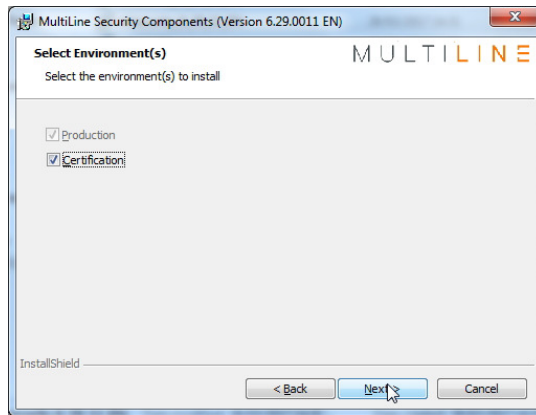 MultiLine Security Components (Version 6.29.0011 EN)
Select Environment(s)
MULTILINE
Select the environment(s) to install
Production
Certification
InstallShield
< Back
Next >
Cancel